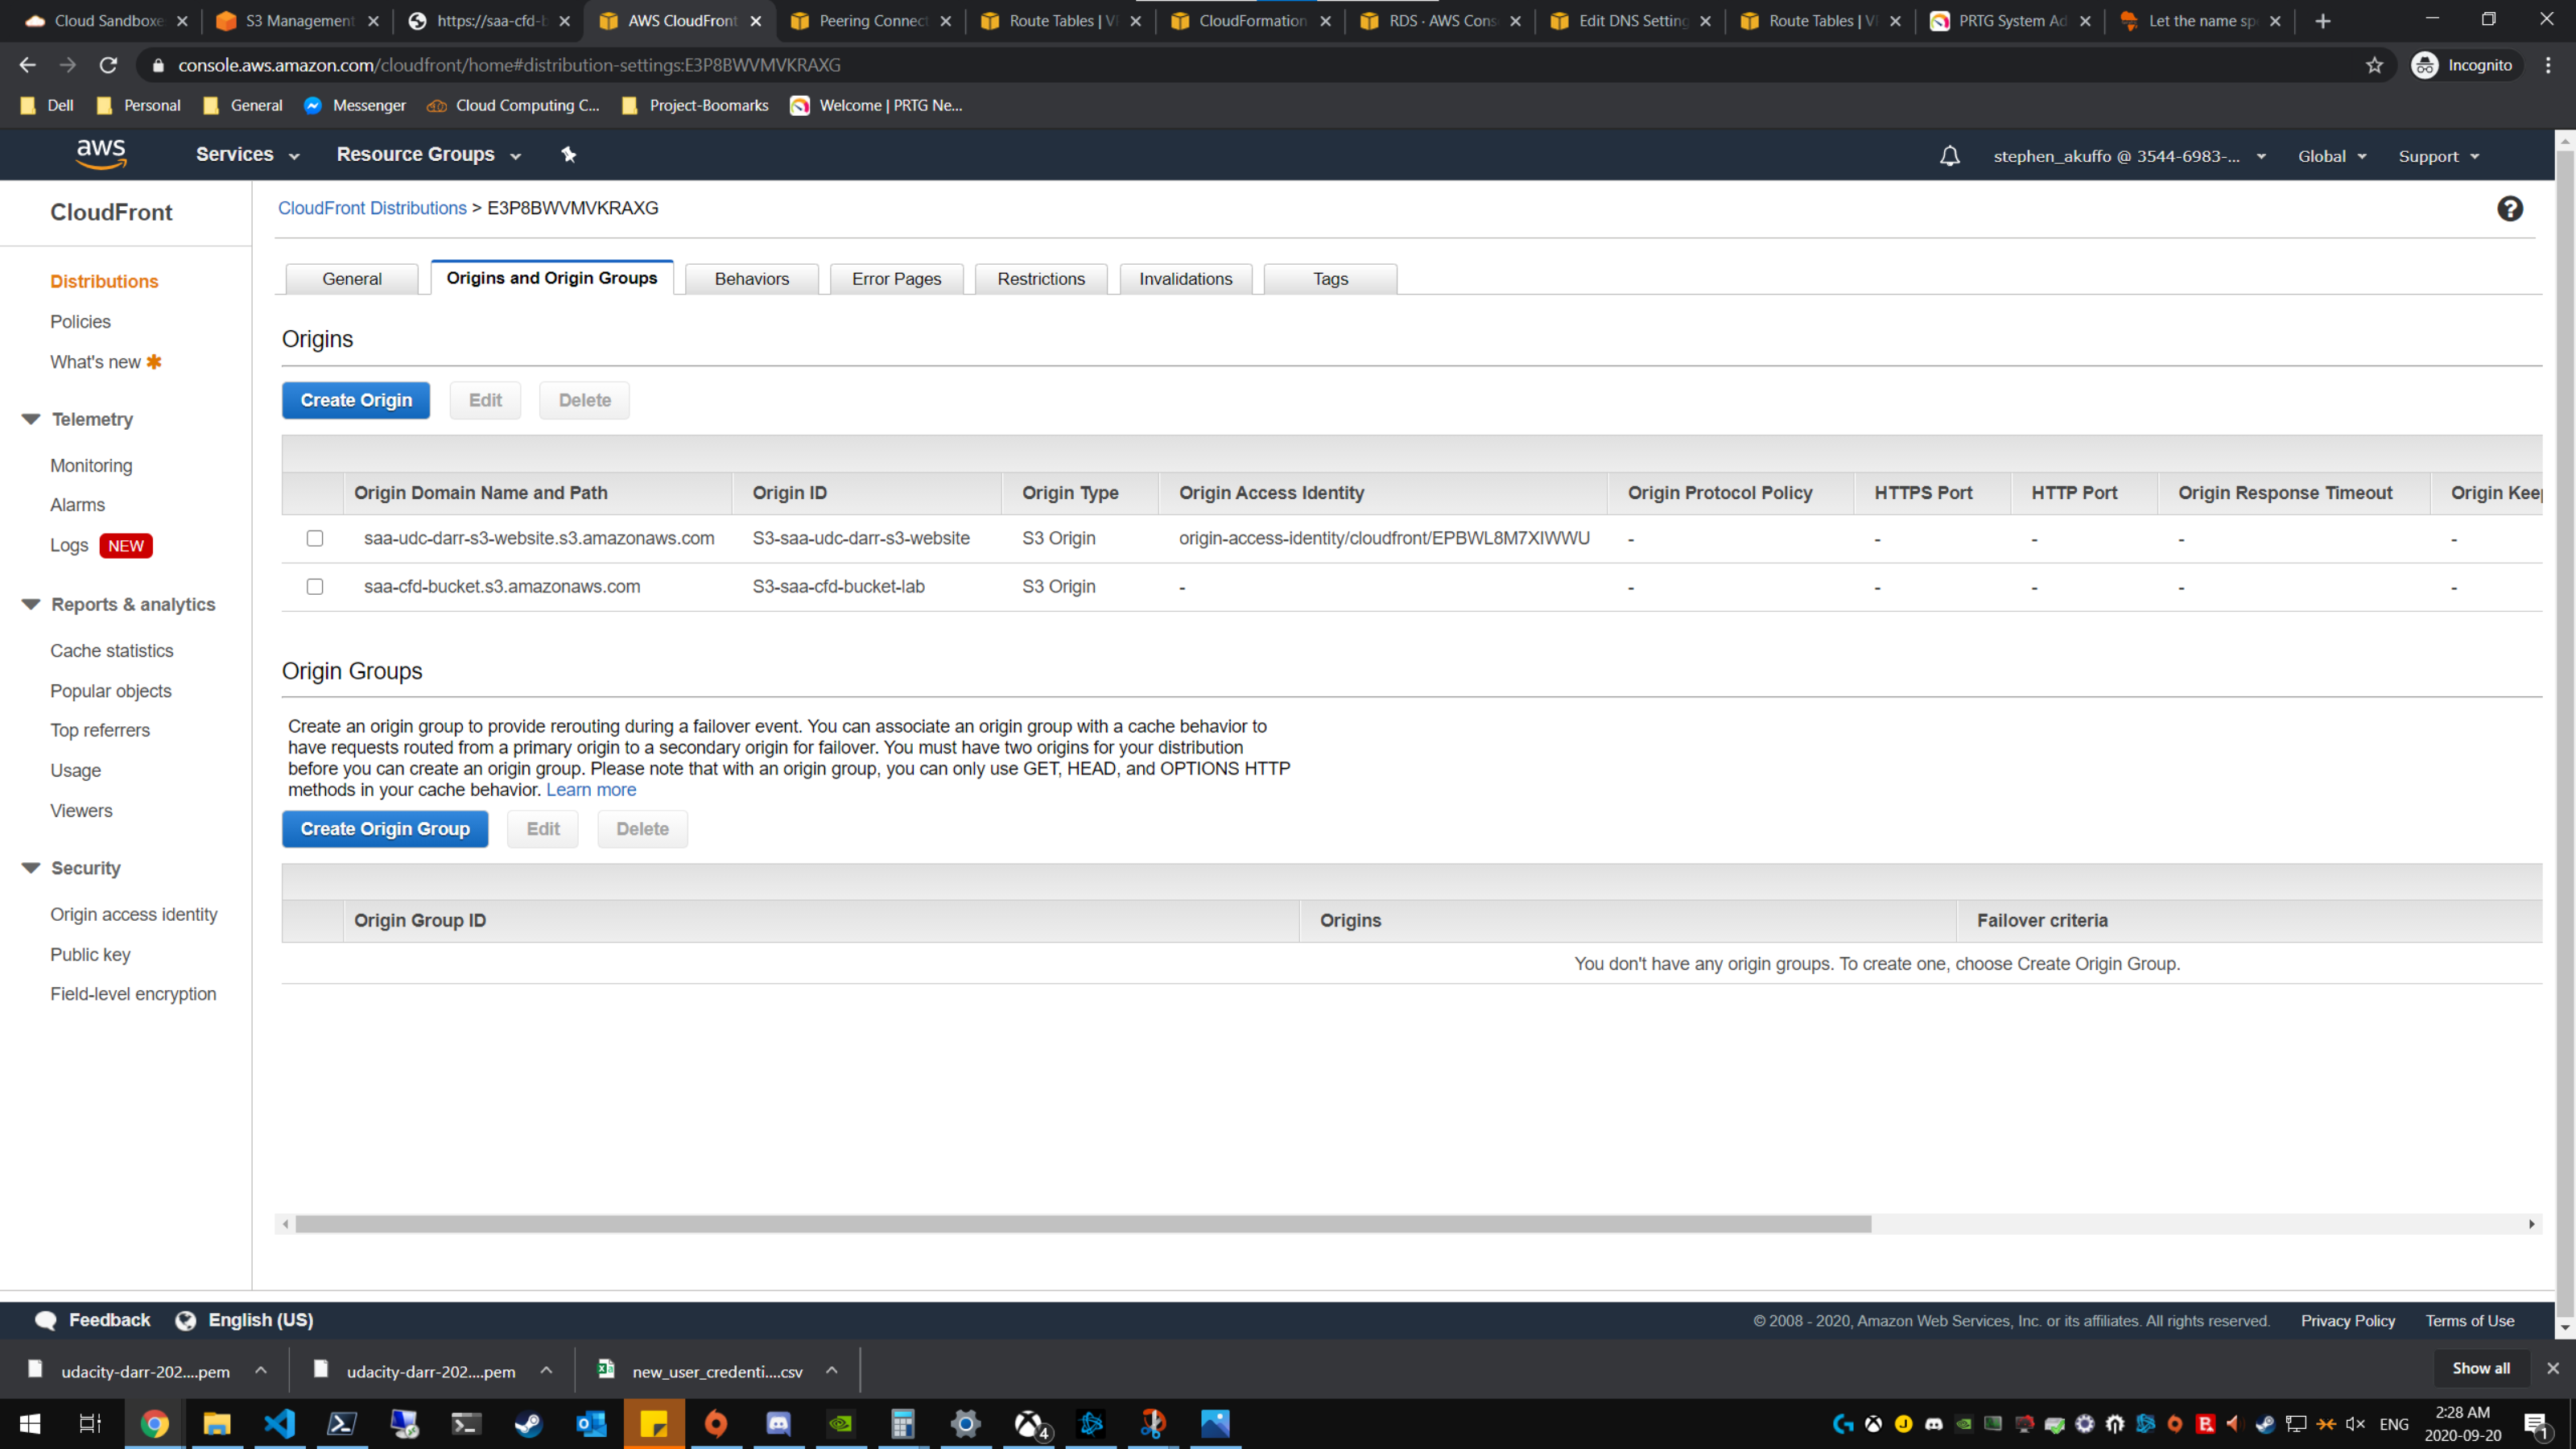 Cloud Sandboxe
S3 Management
https://saa-cfd-b
AWS CloudFront
Peering Connect
Route Tables | VP
CloudFormation
RDS · AWS Cons
Edit DNS Setting
Route Tables | VP
PRTG System Ad
Let the name spe
console.aws.amazon.com/cloudfront/home#distribution-settings:E3P8BWVMVKRAXG
Incognito
Dell
Personal
General
Messenger
Cloud Computing C...
Project-Boomarks
Welcome | PRTG Ne...
aws
Services
Resource Groups
stephen_akuffo @ 3544-6983-...
Global
Support
CloudFront
Distributions
Policies
What's new
Telemetry
Monitoring
Alarms
Logs NEW
Reports & analytics
Cache statistics
Popular objects
Top referrers
Usage
Viewers
Security
Origin access identity
Public key
Field-level encryption
CloudFront Distributions > E3P8BWVMVKRAXG
General
Origins and Origin Groups
Behaviors
Error Pages
Restrictions
Invalidations
Tags
Origins
Create Origin Edit Delete
Origin Domain Name and Path Origin ID Origin Type Origin Access Identity Origin Protocol Policy HTTPS Port HTTP Port Origin Response Timeout Origin Keep
saa-udc-darr-s3-website.s3.amazonaws.com S3-saa-udc-darr-s3-website S3 Origin origin-access-identity/cloudfront/EPBWL8M7XIWWU - - - - -
saa-cfd-bucket.s3.amazonaws.com S3-saa-cfd-bucket-lab S3 Origin - - - - - -
Origin Groups
Create an origin group to provide rerouting during a failover event. You can associate an origin group with a cache behavior to
have requests routed from a primary origin to a secondary origin for failover. You must have two origins for your distribution
before you can create an origin group. Please note that with an origin group, you can only use GET, HEAD, and OPTIONS HTTP
methods in your cache behavior. Learn more
Create Origin Group Edit Delete
Origin Group ID Origins Failover criteria
You don't have any origin groups. To create one, choose Create Origin Group.
Feedback
English (US)
© 2008 - 2020, Amazon Web Services, Inc. or its affiliates. All rights reserved.
Privacy Policy
Terms of Use
udacity-darr-202....pem
udacity-darr-202....pem
new_user_credenti....csv
Show all
4
ENG
2:28 AM
2020-09-20
1